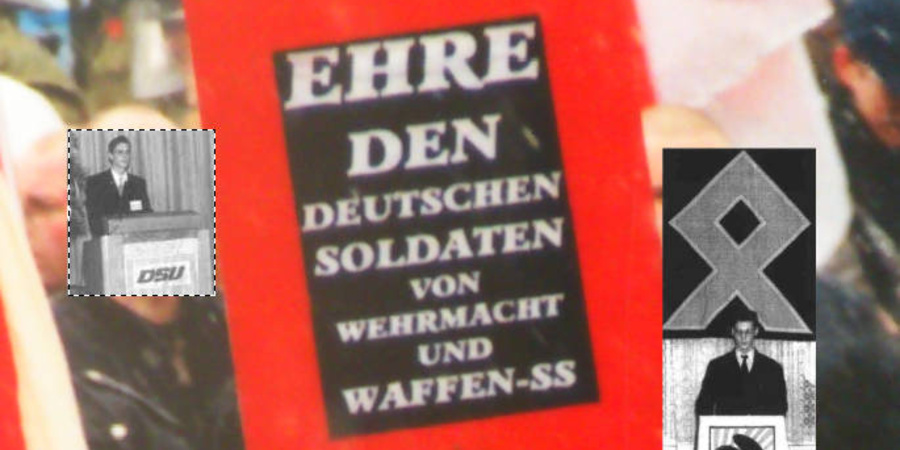 EHRE
DEN
DEUTSCHEN
SOLDATEN
VON
WEHRMACHT
UND
WAFFEN-SS
DSU